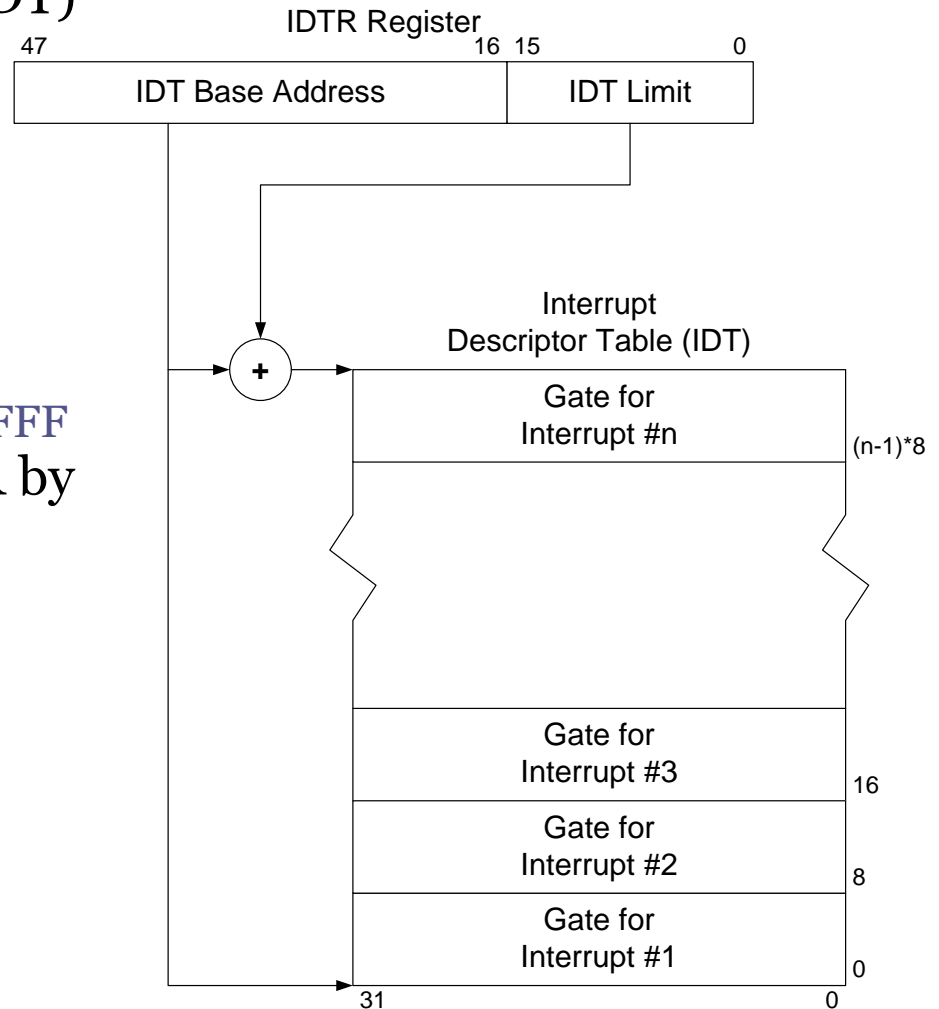 IDTR Register
47 16 15 0
IDT Base Address IDT Limit
Interrupt
Descriptor Table (IDT)
+
Gate for
Interrupt #n
(n-1)*8
FFF
by
Gate for
Interrupt #3
16
Gate for
Interrupt #2
8
Gate for
Interrupt #1
0
31 0